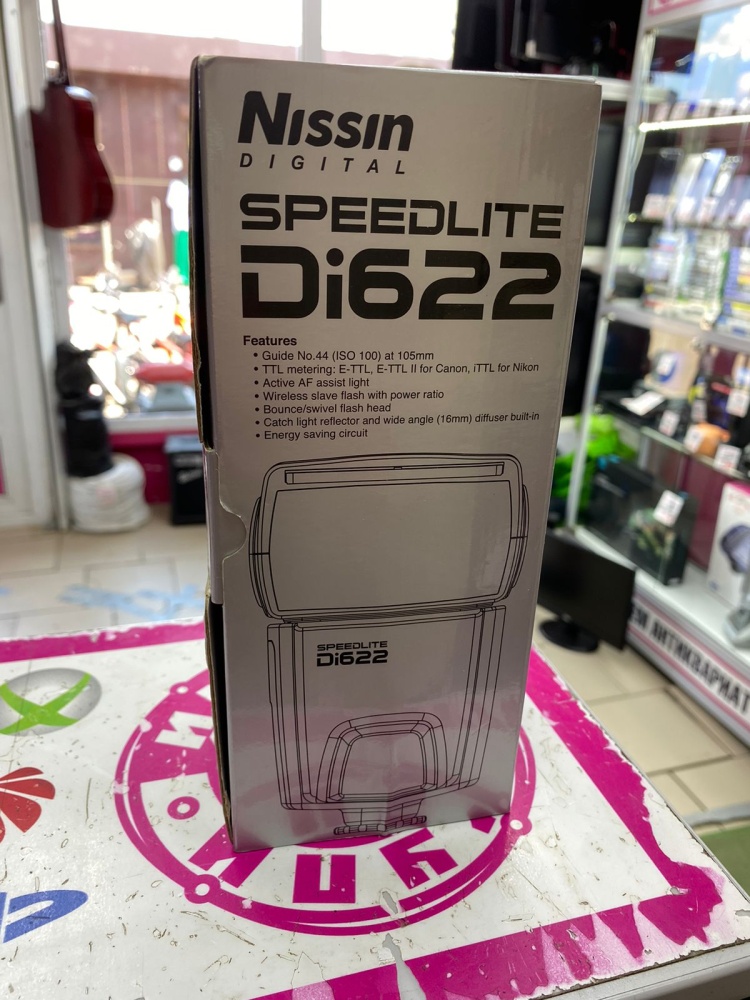 Nissin
DIGITAL
SPEEDLITE
Di622
Features
• Guide No.44 (ISO 100) at 105mm
• TTL metering: E-TTL, E-TTL II for Canon, iTTL for Nikon
• Active AF assist light
• Wireless slave flash with power ratio
• Bounce/swivel flash head
• Catch light reflector and wide angle (16mm) diffuser built-in
• Energy saving circuit
SPEEDLITE
Di622
АНТИКВАРИАТ